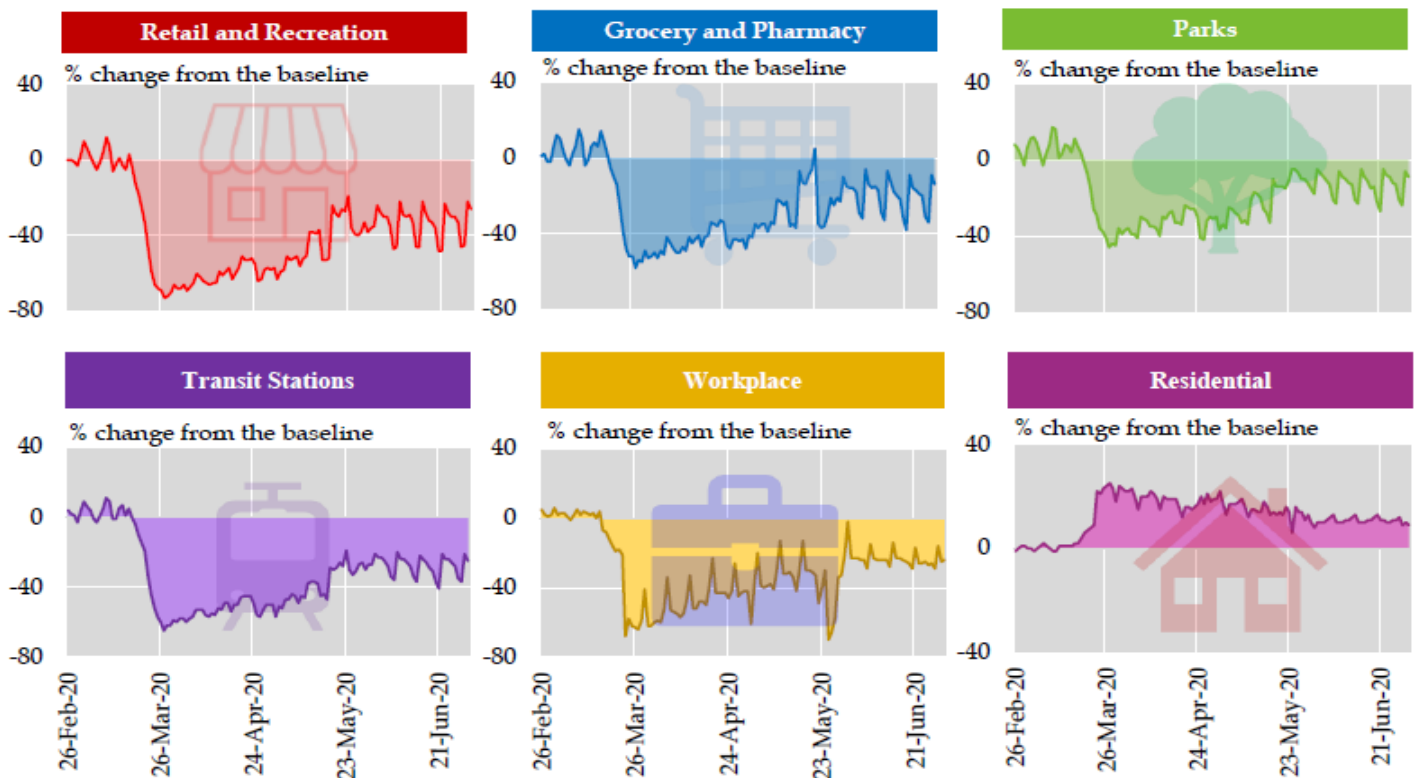 Retail and Recreation
% change from the baseline
40
0
-40
-80
Grocery and Pharmacy
% change from the baseline
40
0
-40
-80
Parks
% change from the baseline
40
0
-40
-80
Transit Stations
% change from the baseline
40
0
-40
-80
26-Feb-20
26-Mar-20
24-Apr-20
23-May-20
21-Jun-20
Workplace
% change from the baseline
40
0
-40
-80
26-Feb-20
26-Mar-20
24-Apr-20
23-May-20
21-Jun-20
Residential
% change from the baseline
40
0
-40
26-Feb-20
26-Mar-20
24-Apr-20
23-May-20
21-Jun-20